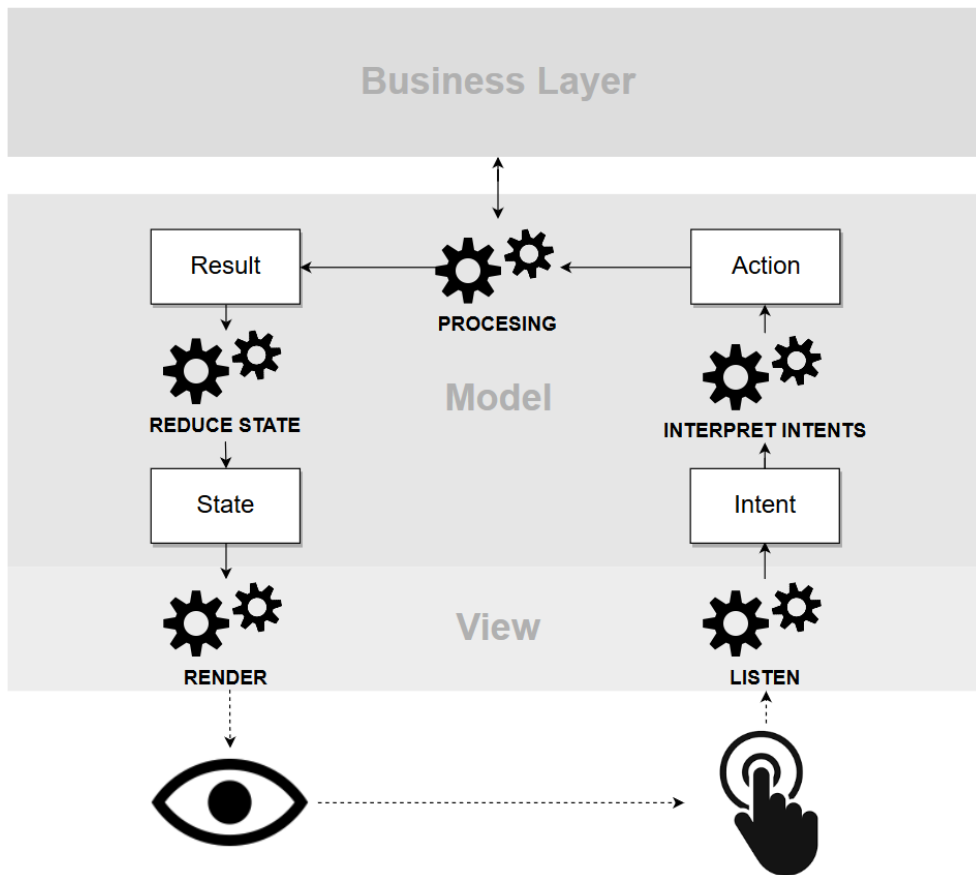 Business Layer
Result
Action
PROCESING
Model
REDUCE STATE
INTERPRET INTENTS
State
Intent
View
RENDER
LISTEN